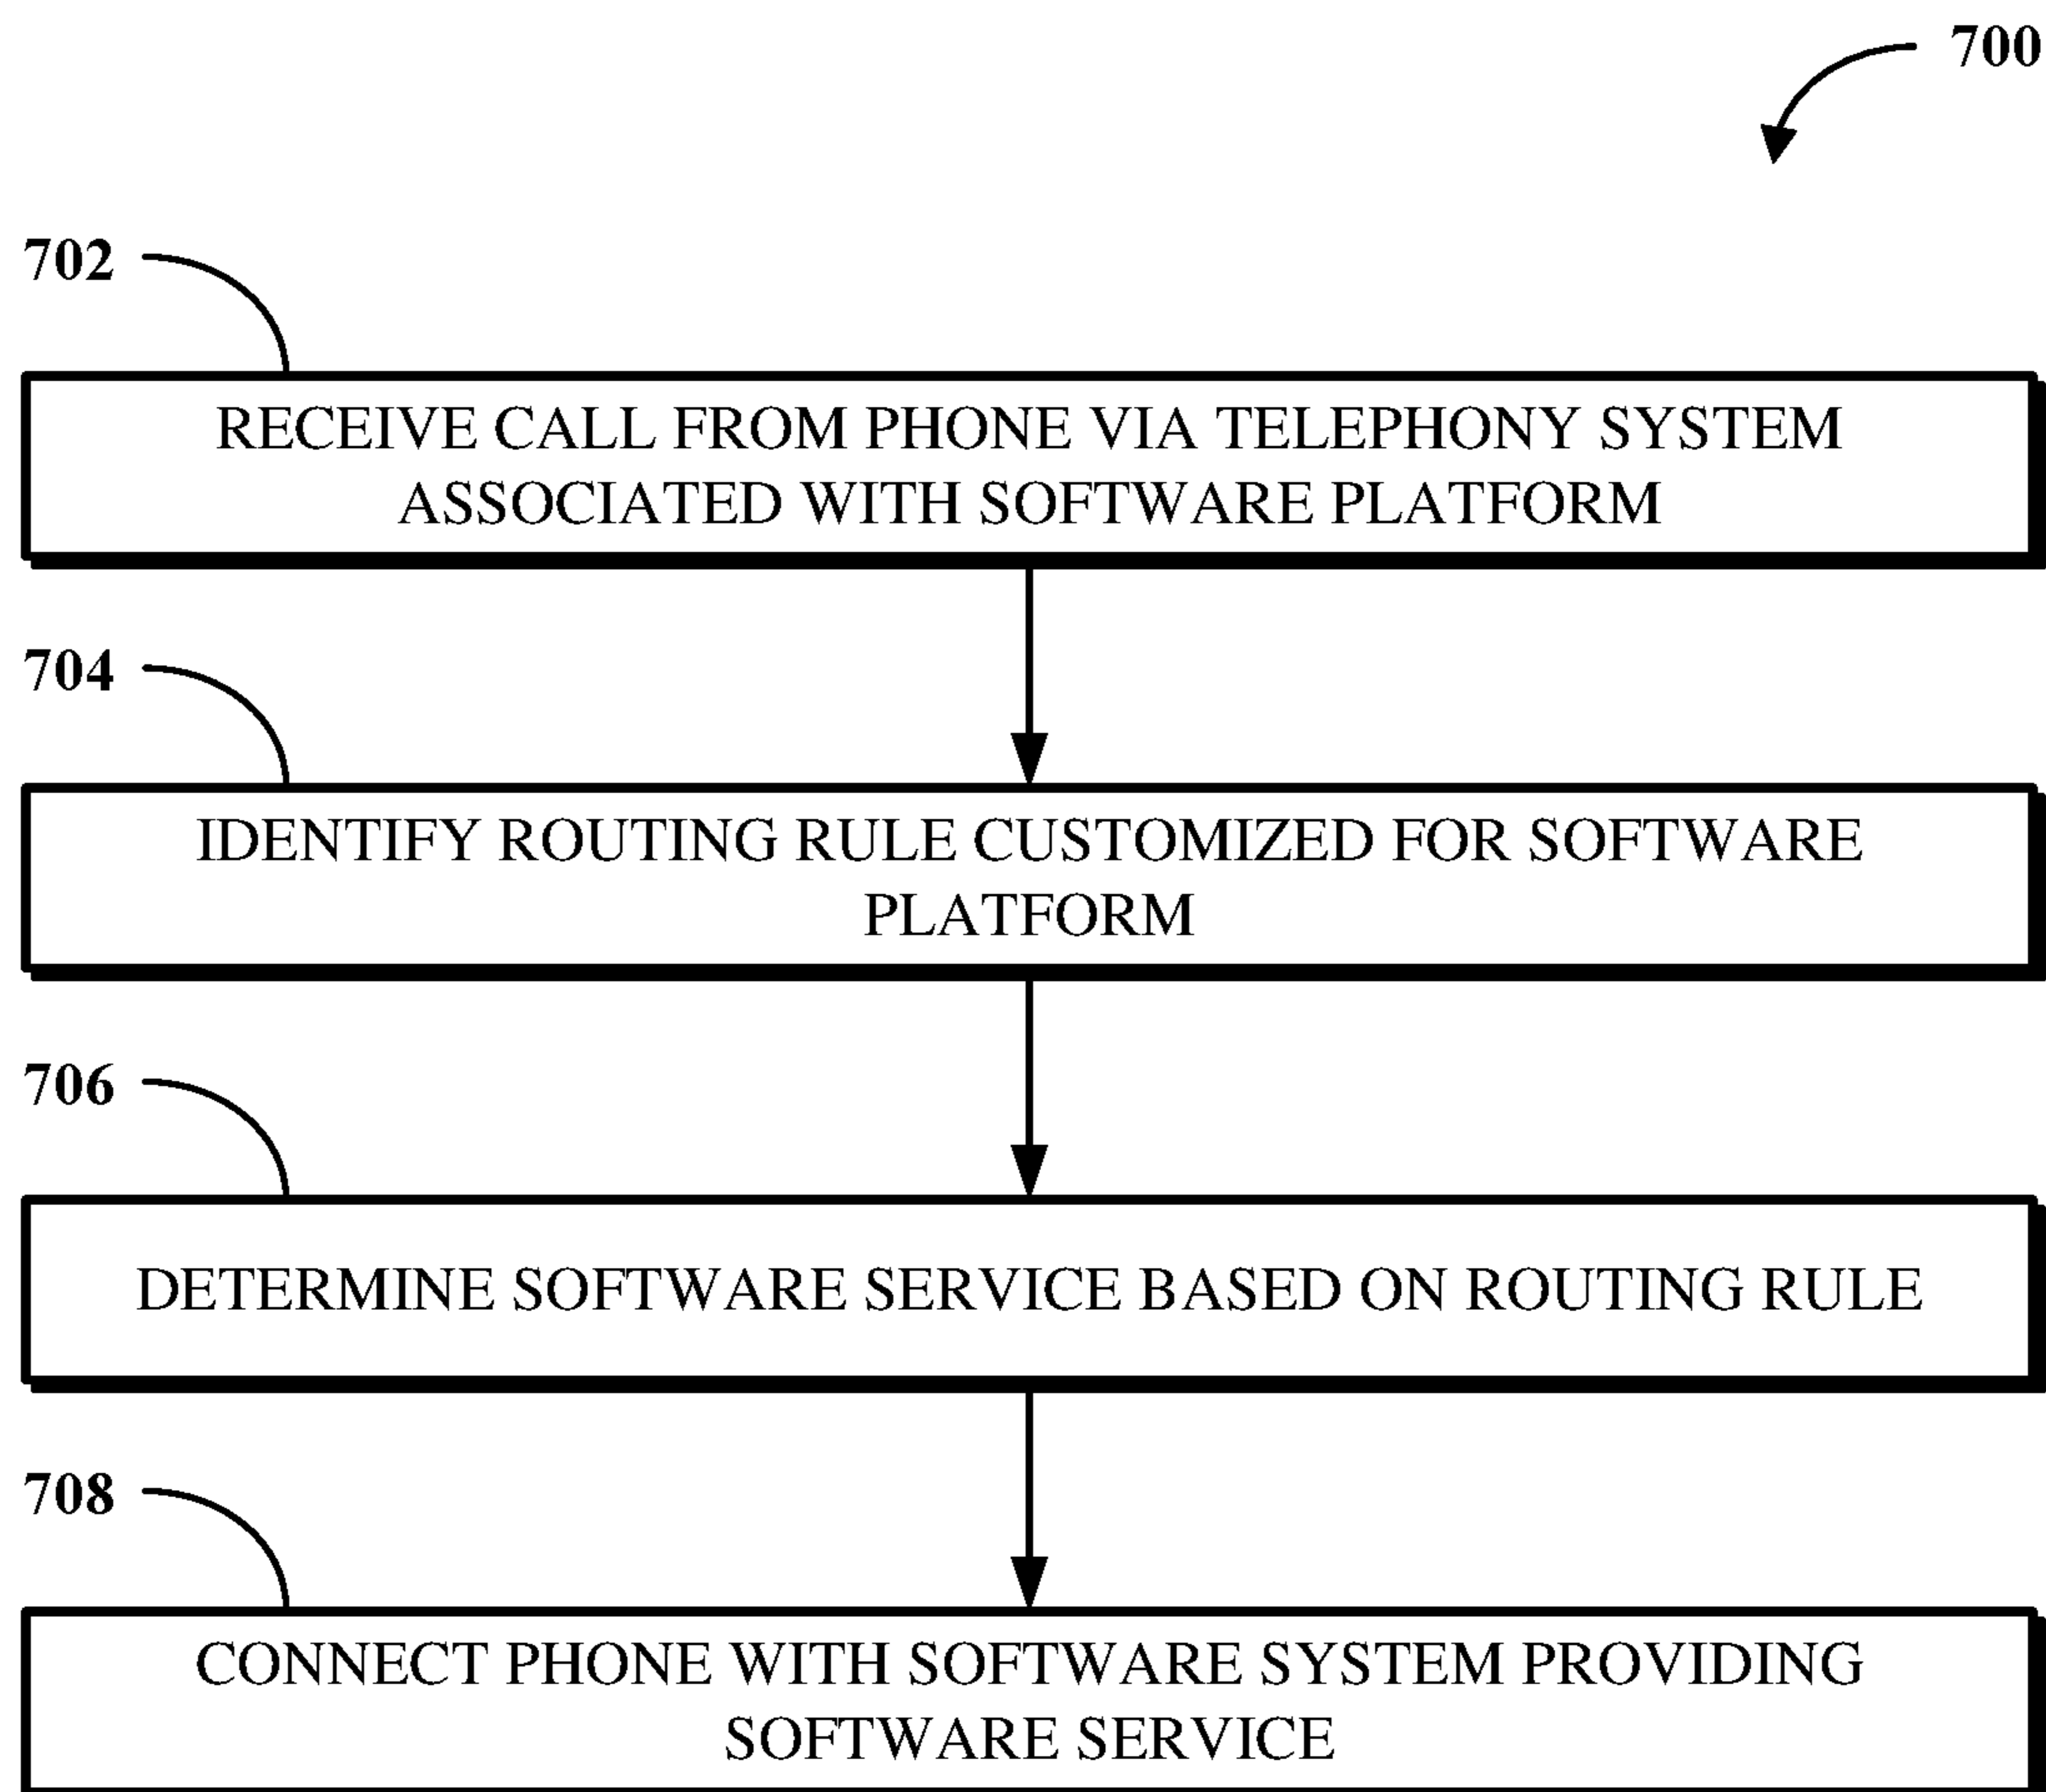 700
702
RECEIVE CALL FROM PHONE VIA TELEPHONY SYSTEM
ASSOCIATED WITH SOFTWARE PLATFORM
704
IDENTIFY ROUTING RULE CUSTOMIZED FOR SOFTWARE
PLATFORM
706
DETERMINE SOFTWARE SERVICE BASED ON ROUTING RULE
708
CONNECT PHONE WITH SOFTWARE SYSTEM PROVIDING
SOFTWARE SERVICE